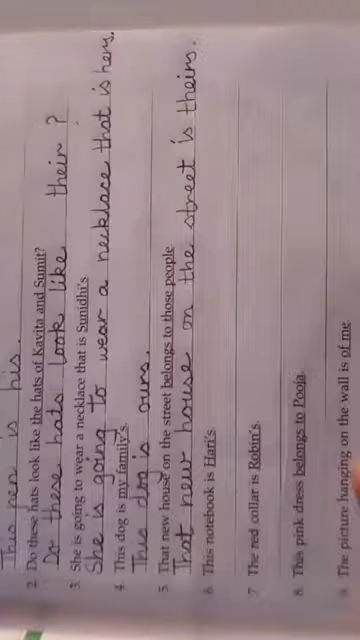 This pen is his.
2. Do these hats look like the hats of Kavita and Sumit?
Do these hats look like their ?
3. She is going to wear a necklace that is Sunidhi's
She is going to wear a necklace that is hers.
4. This dog is my family's.
This dog is ours.
5. That new house on the street belongs to those people
That new house on the street is theirs.
6. This notebook is Hari's.
7. The red collar is Robin's.
8. This pink dress belongs to Pooja.
9. The picture hanging on the wall is of me